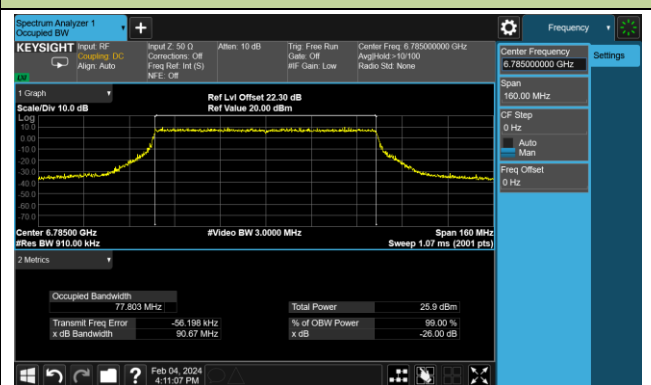 Spectrum Analyzer 1
Occupied BW
Frequency
KEYSIGHT
Input: RF
Coupling: DC
Align: Auto
Input Z: 50 Ω
Corrections: Off
Freq Ref: Int (S)
NFE: Off
Atten: 10 dB
Trig: Free Run
Gate: Off
#IF Gain: Low
Center Freq: 6.785000000 GHz
Avg|Hold:>10/100
Radio Std: None
Center Frequency
6.785000000 GHz
Settings
Span
160.00 MHz
CF Step
0 Hz
Auto
Man
Freq Offset
0 Hz
1 Graph
Scale/Div 10.0 dB
Ref Lvl Offset 22.30 dB
Ref Value 20.00 dBm
Log
10.0
0.00
-10.0
-20.0
-30.0
-40.0
-50.0
-60.0
-70.0
Center 6.78500 GHz
#Video BW 3.0000 MHz
Span 160 MHz
#Res BW 910.00 kHz
Sweep 1.07 ms (2001 pts)
2 Metrics
Occupied Bandwidth
77.803 MHz
Total Power
25.9 dBm
Transmit Freq Error
-56.198 kHz
% of OBW Power
99.00 %
x dB Bandwidth
90.67 MHz
x dB
-26.00 dB
Feb 04, 2024
4:11:07 PM